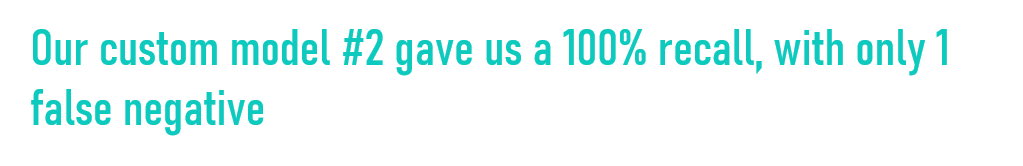 Our custom model #2 gave us a 100% recall, with only 1
false negative